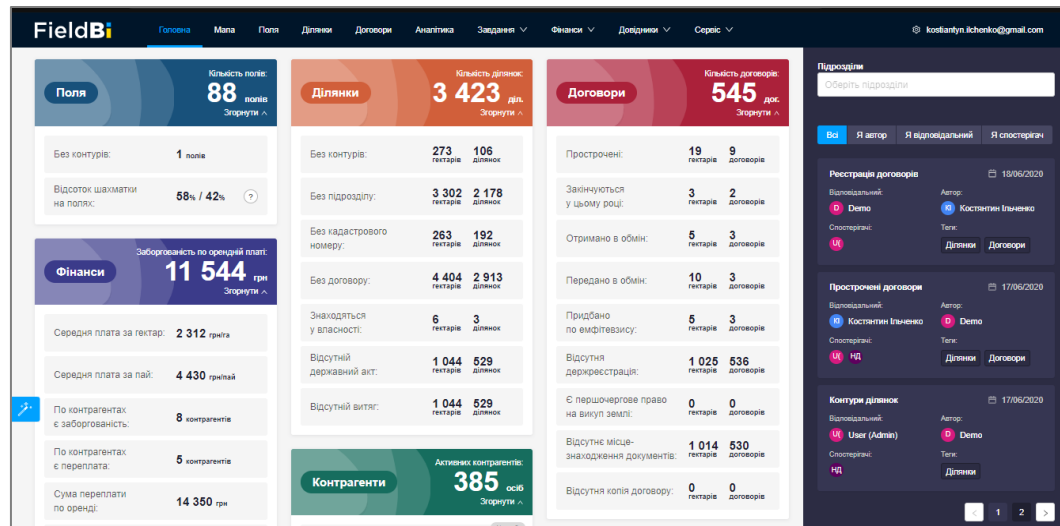 FieldBi
Головна Мапа Поля Ділянки Договори Аналітика Завдання Фінанси Довідники Сервіс kostiantyn.ilchenko@gmail.com
Поля
Кількість полів:
88 полів
Згорнути
Без контурів: 1 полів
Відсоток шахматки
на полях:
58% / 42% ?
Фінанси
Заборгованість по орендній платі:
11 544 грн
Згорнути
Середня плата за гектар: 2 312 грн/га
Середня плата за пай: 4 430 грн/пай
По контрагентах
є заборгованість:
8 контрагентів
По контрагентах
є переплата:
5 контрагентів
Сума переплати
по оренді:
14 350 грн
Ділянки
Кількість ділянок:
3 423 діл.
Згорнути
Без контурів: 273 гектарів 106 ділянок
Без підрозділу: 3 302 гектарів 2 178 ділянок
Без кадастрового
номеру:
263 гектарів 192 ділянок
Без договору: 4 404 гектарів 2 913 ділянок
Знаходяться
у власності:
6 гектарів 3 ділянок
Відсутній
державний акт:
1 044 гектарів 529 ділянок
Відсутній витяг: 1 044 гектарів 529 ділянок
Контрагенти
Активних контрагентів:
385 осіб
Згорнути
Договори
Кількість договорів:
545 дог.
Згорнути
Прострочені: 19 гектарів 9 договорів
Закінчуються
у цьому році:
3 гектарів 2 договорів
Отримано в обмін: 5 гектарів 3 договорів
Передано в обмін: 10 гектарів 3 договорів
Придбано
по емфітевзису:
5 гектарів 3 договорів
Відсутня
держреєстрація:
1 025 гектарів 536 договорів
Є першочергове право
на викуп землі:
0 гектарів 0 договорів
Відсутнє місце-
знаходження документів:
1 014 гектарів 530 договорів
Відсутня копія договору: 0 гектарів 0 договорів
Підрозділи
Оберіть підрозділи
Всі Я автор Я відповідальний Я спостерігач
Реєстрація договорів 18/06/2020
Відповідальний: Автор:
D Demo КІ Костянтин Ільченко
Спостерігачі: Теги:
U( Ділянки Договори
Прострочені договори 17/06/2020
Відповідальний: Автор:
КІ Костянтин Ільченко D Demo
Спостерігачі: Теги:
U( НД Ділянки Договори
Контури ділянок 17/06/2020
Відповідальний: Автор:
U( User (Admin) D Demo
Спостерігачі: Теги:
НД Ділянки
< 1 2 >